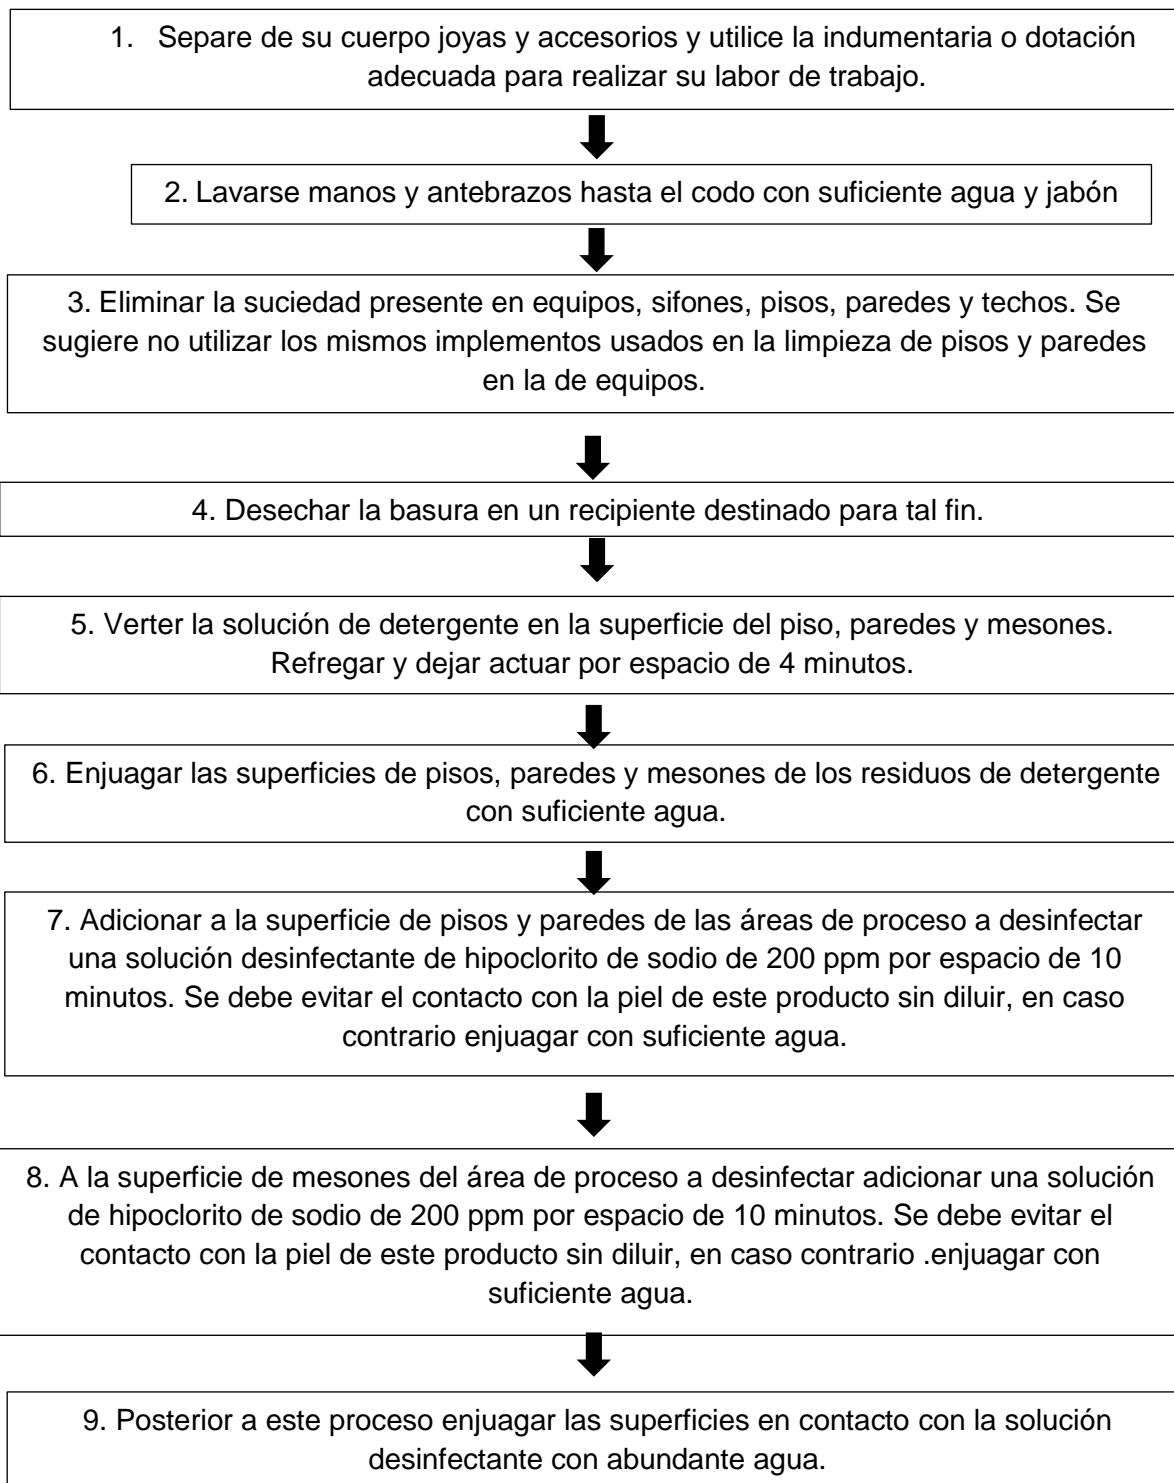 1. Separe de su cuerpo joyas y accesorios y utilice la indumentaria o dotación
adecuada para realizar su labor de trabajo.
2. Lavarse manos y antebrazos hasta el codo con suficiente agua y jabón
3. Eliminar la suciedad presente en equipos, sifones, pisos, paredes y techos. Se
sugiere no utilizar los mismos implementos usados en la limpieza de pisos y paredes
en la de equipos.
4. Desechar la basura en un recipiente destinado para tal fin.
5. Verter la solución de detergente en la superficie del piso, paredes y mesones.
Refregar y dejar actuar por espacio de 4 minutos.
6. Enjuagar las superficies de pisos, paredes y mesones de los residuos de detergente
con suficiente agua.
7. Adicionar a la superficie de pisos y paredes de las áreas de proceso a desinfectar
una solución desinfectante de hipoclorito de sodio de 200 ppm por espacio de 10
minutos. Se debe evitar el contacto con la piel de este producto sin diluir, en caso
contrario enjuagar con suficiente agua.
8. A la superficie de mesones del área de proceso a desinfectar adicionar una solución
de hipoclorito de sodio de 200 ppm por espacio de 10 minutos. Se debe evitar el
contacto con la piel de este producto sin diluir, en caso contrario .enjuagar con
suficiente agua.
9. Posterior a este proceso enjuagar las superficies en contacto con la solución
desinfectante con abundante agua.